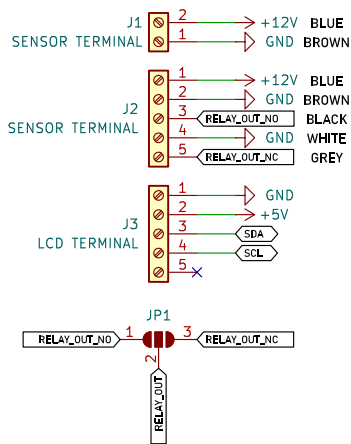 J1 2 +12V BLUE
SENSOR TERMINAL 1 GND BROWN
1 +12V BLUE
J2 2 GND BROWN
SENSOR TERMINAL 3 RELAY_OUT_NO BLACK
4 GND WHITE
5 RELAY_OUT_NC GREY
1 GND
2 +5V
J3 3 SDA
LCD TERMINAL 4 SCL
5
JP1
RELAY_OUT_NO 1 3 RELAY_OUT_NC
2
RELAY_OUT